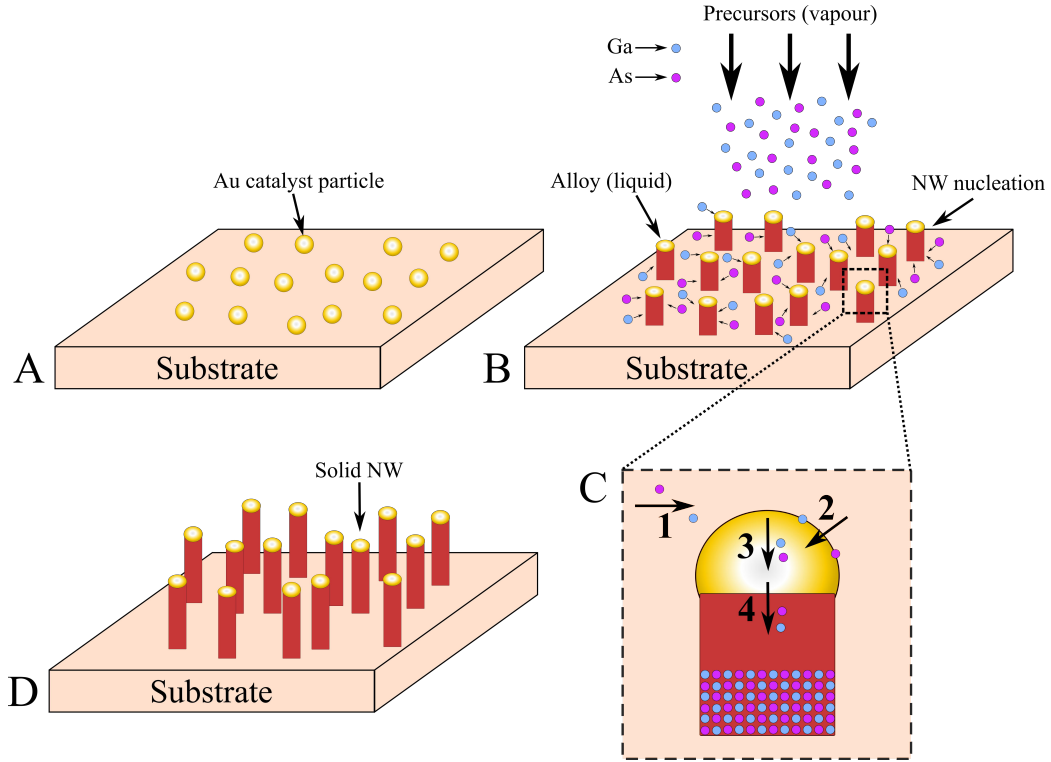 Precursors (vapour)
Ga
As
Au catalyst particle
Alloy (liquid)
NW nucleation
A
Substrate
B
Substrate
Solid NW
C
1
2
3
4
D
Substrate